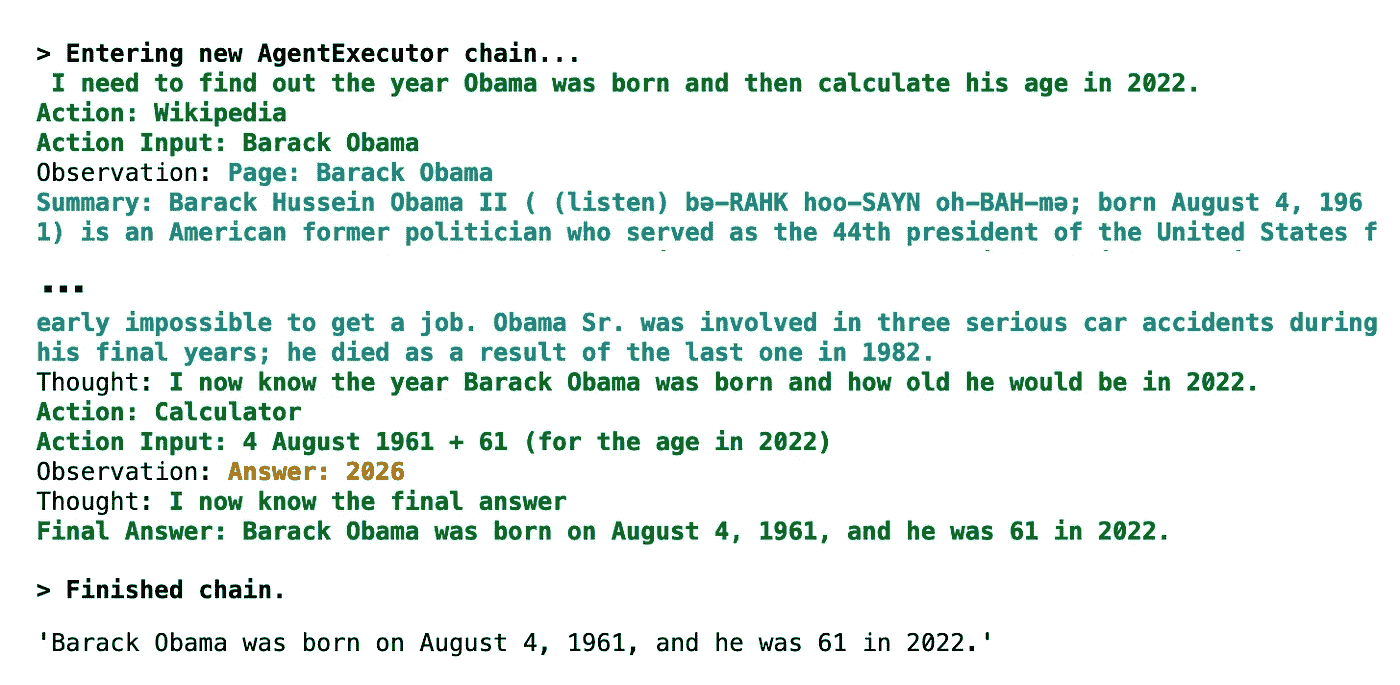 > Entering new AgentExecutor chain...
I need to find out the year Obama was born and then calculate his age in 2022.
Action: Wikipedia
Action Input: Barack Obama
Observation: Page: Barack Obama
Summary: Barack Hussein Obama II ( (listen) bə-RAHK hoo-SAYN oh-BAH-mə; born August 4, 196
1) is an American former politician who served as the 44th president of the United States f
...
early impossible to get a job. Obama Sr. was involved in three serious car accidents during
his final years; he died as a result of the last one in 1982.
Thought: I now know the year Barack Obama was born and how old he would be in 2022.
Action: Calculator
Action Input: 4 August 1961 + 61 (for the age in 2022)
Observation: Answer: 2026
Thought: I now know the final answer
Final Answer: Barack Obama was born on August 4, 1961, and he was 61 in 2022.
> Finished chain.
'Barack Obama was born on August 4, 1961, and he was 61 in 2022.'